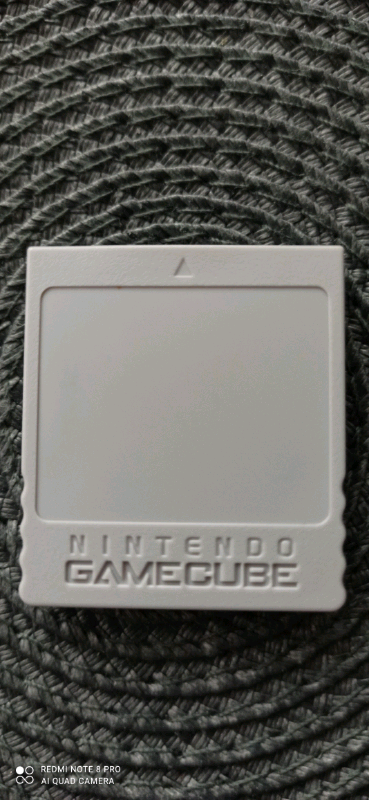 NINTENDO
GAMECUBE
REDMI NOTE 8 PRO
AI QUAD CAMERA